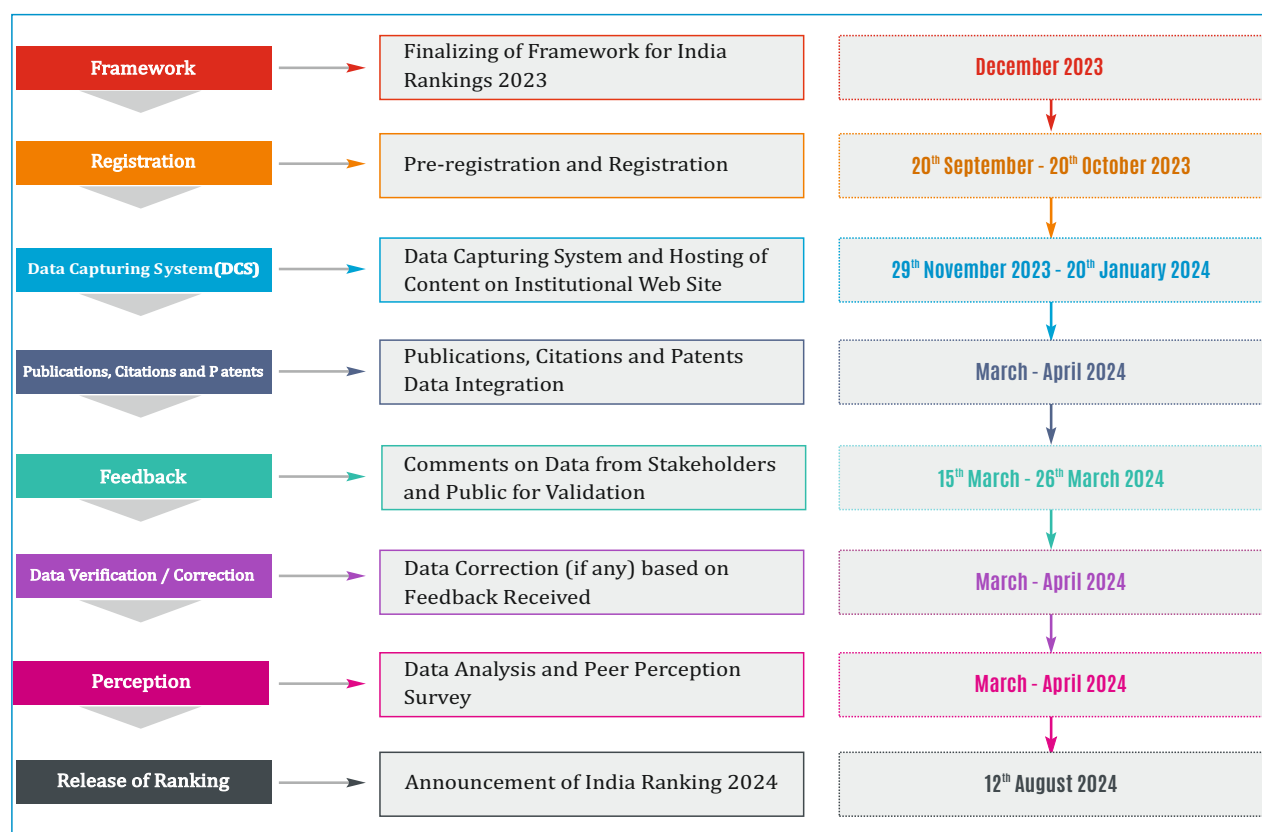 Framework
Finalizing of Framework for India
Rankings 2023
December 2023
Registration
Pre-registration and Registration
20th September - 20th October 2023
Data Capturing System(DCS)
Data Capturing System and Hosting of
Content on Institutional Web Site
29th November 2023 - 20th January 2024
Publications, Citations and Patents
Publications, Citations and Patents
Data Integration
March - April 2024
Feedback
Comments on Data from Stakeholders
and Public for Validation
15th March - 26th March 2024
Data Verification / Correction
Data Correction (if any) based on
Feedback Received
March - April 2024
Perception
Data Analysis and Peer Perception
Survey
March - April 2024
Release of Ranking
Announcement of India Ranking 2024
12th August 2024